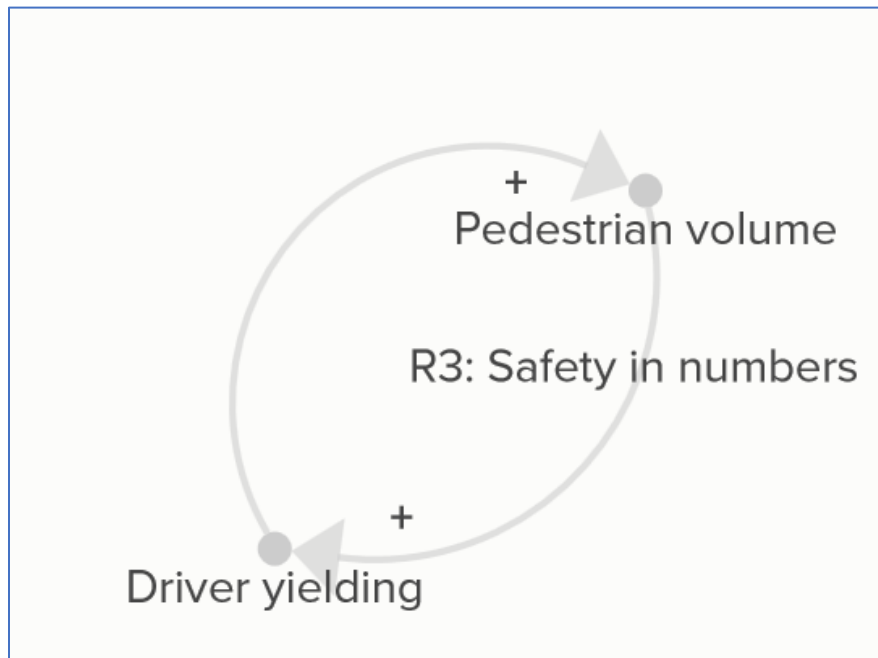 +
Pedestrian volume
R3: Safety in numbers
+
Driver yielding